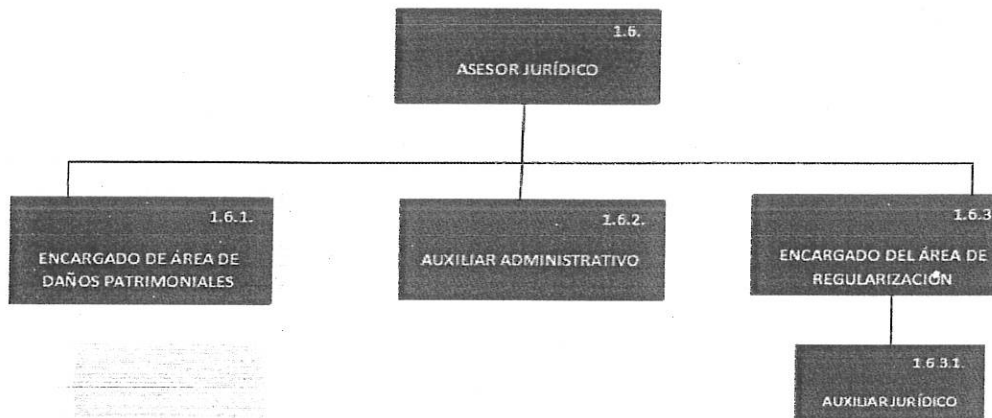 1.6.
ASESOR JURÍDICO
1.6.1.
ENCARGADO DE ÁREA DE
DAÑOS PATRIMONIALES
1.6.2.
AUXILIAR ADMINISTRATIVO
1.6.3
ENCARGADO DEL ÁREA DE
REGULARIZACIÓN
1.6.3.1.
AUXILIAR JURÍDICO